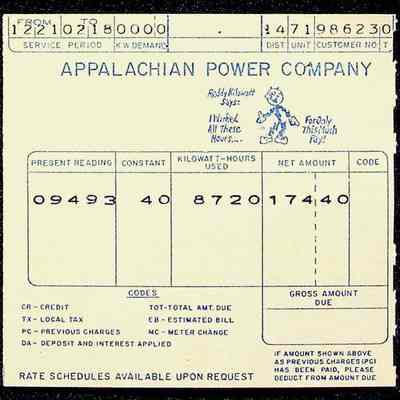 FROM TO
1221 0218 0000 . 1471 986230
SERVICE PERIOD K.W.DEMAND DIST UNIT CUSTOMER NO. T
APPALACHIAN POWER COMPANY
Reddy Kilowatt
Says:
I Worked For Only
All These This Much
Hours.... Pay!
PRESENT READING CONSTANT KILOWATT-HOURS USED NET AMOUNT CODE
09493 40 8720 17440
CODES
GROSS AMOUNT
DUE
CR - CREDIT TOT-TOTAL AMT. DUE
TX - LOCAL TAX EB - ESTIMATED BILL
PC - PREVIOUS CHARGES MC - METER CHANGE
DA - DEPOSIT AND INTEREST APPLIED
IF AMOUNT SHOWN ABOVE
AS PREVIOUS CHARGES (PC)
HAS BEEN PAID, PLEASE
DEDUCT FROM AMOUNT DUE
RATE SCHEDULES AVAILABLE UPON REQUEST